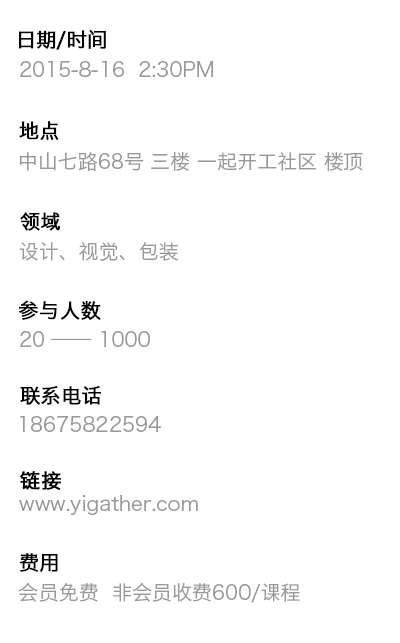 日期/时间
2015-8-16 2:30PM
地点
中山七路68号 三楼 一起开工社区 楼顶
领域
设计、视觉、包装
参与人数
20 —— 1000
联系电话
18675822594
链接
www.yigather.com
费用
会员免费 非会员收费600/课程